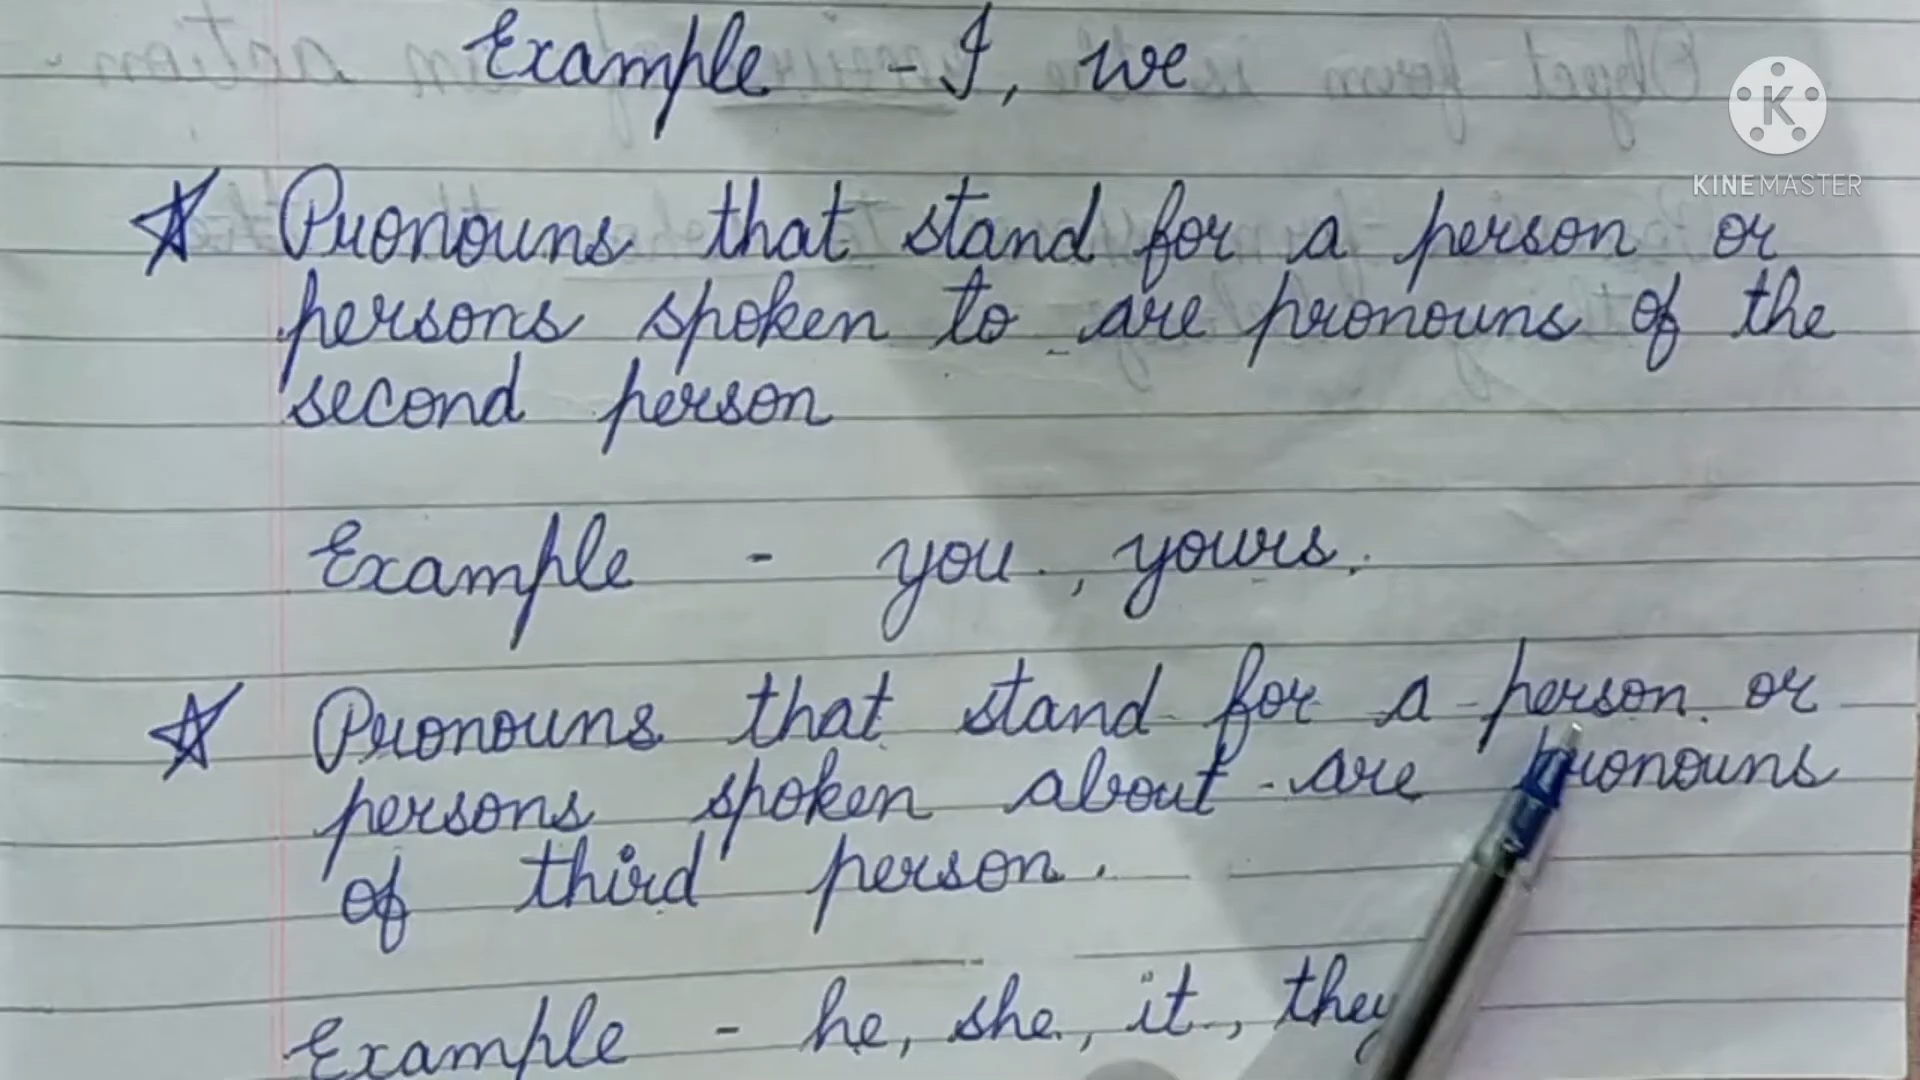 Example - I, we
Pronouns that stand for a person or
persons spoken to are pronouns of the
second person
Example - you, yours.
Pronouns that stand for a person or
persons spoken about are pronouns
of third person.
Example - he, she, it, they
K
KINEMASTER